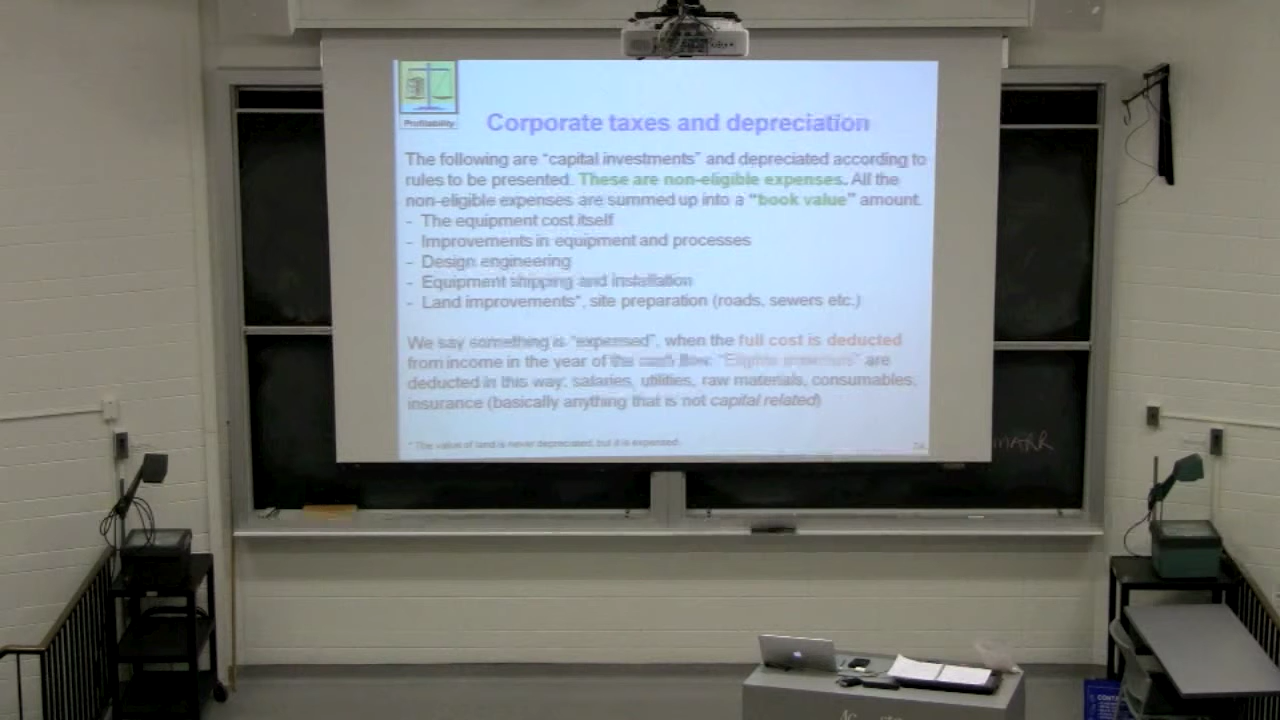 Profitability
Corporate taxes and depreciation
The following are "capital investments" and depreciated according to
rules to be presented. These are non-eligible expenses. All the
non-eligible expenses are summed up into a "book value" amount.
- The equipment cost itself
- Improvements in equipment and processes
- Design engineering
- Equipment shipping and installation
- Land improvements*, site preparation (roads, sewers etc.)
We say something is "expensed", when the full cost is deducted
from income in the year of the cash flow. "Eligible expenses" are
deducted in this way: salaries, utilities, raw materials, consumables,
insurance (basically anything that is not capital related)
* The value of land is never depreciated, but it is expensed.
MARR